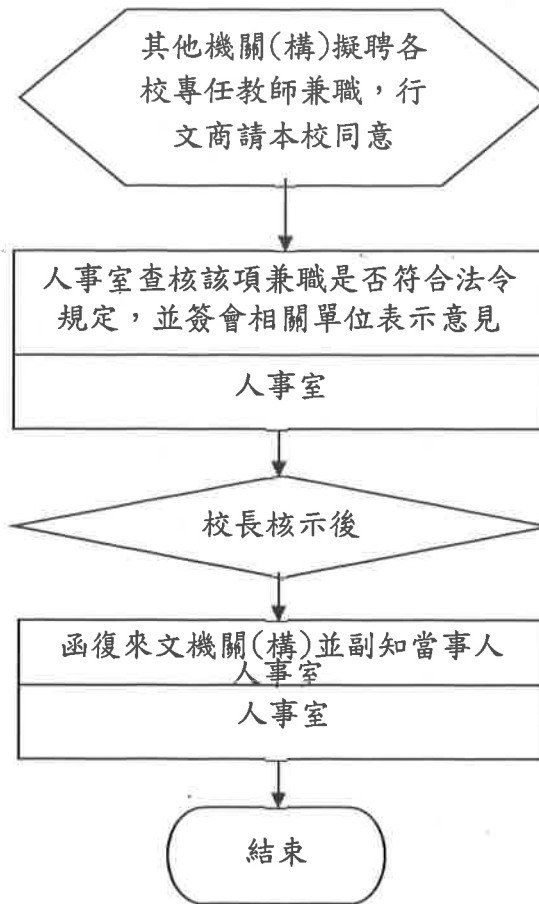 其他機關(構)擬聘各
校專任教師兼職，行
文商請本校同意
人事室查核該項兼職是否符合法令
規定，並簽會相關單位表示意見
人事室
校長核示後
函復來文機關(構)並副知當事人
人事室
人事室
結束